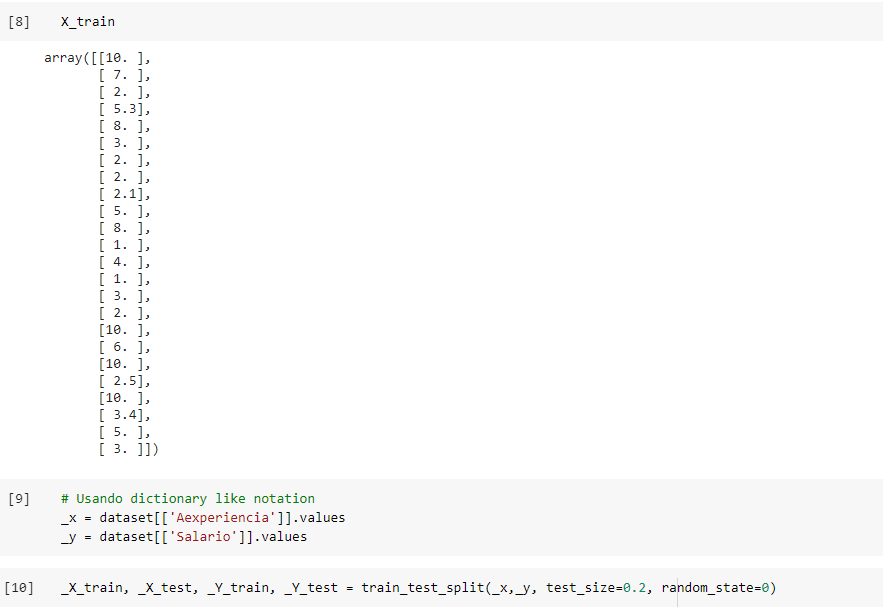 [8] X_train
array([[10. ],
[ 7. ],
[ 2. ],
[ 5.3],
[ 8. ],
[ 3. ],
[ 2. ],
[ 2. ],
[ 2.1],
[ 5. ],
[ 8. ],
[ 1. ],
[ 4. ],
[ 1. ],
[ 3. ],
[ 2. ],
[10. ],
[ 6. ],
[10. ],
[ 2.5],
[10. ],
[ 3.4],
[ 5. ],
[ 3. ]])
[9] # Usando dictionary like notation
_x = dataset[['Aexperiencia']].values
_y = dataset[['Salario']].values
[10] _X_train, _X_test, _Y_train, _Y_test = train_test_split(_x,_y, test_size=0.2, random_state=0)